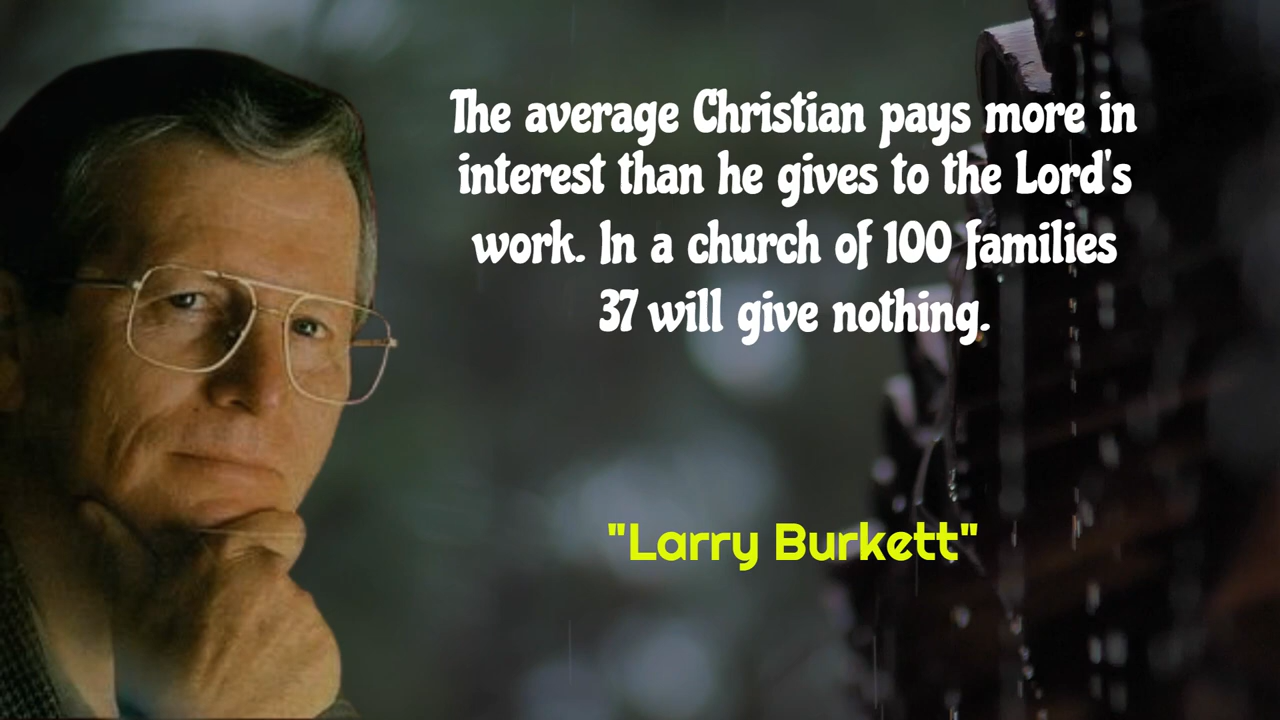 The average Christian pays more in
interest than he gives to the Lord's
work. In a church of 100 families
37 will give nothing.
"Larry Burkett"